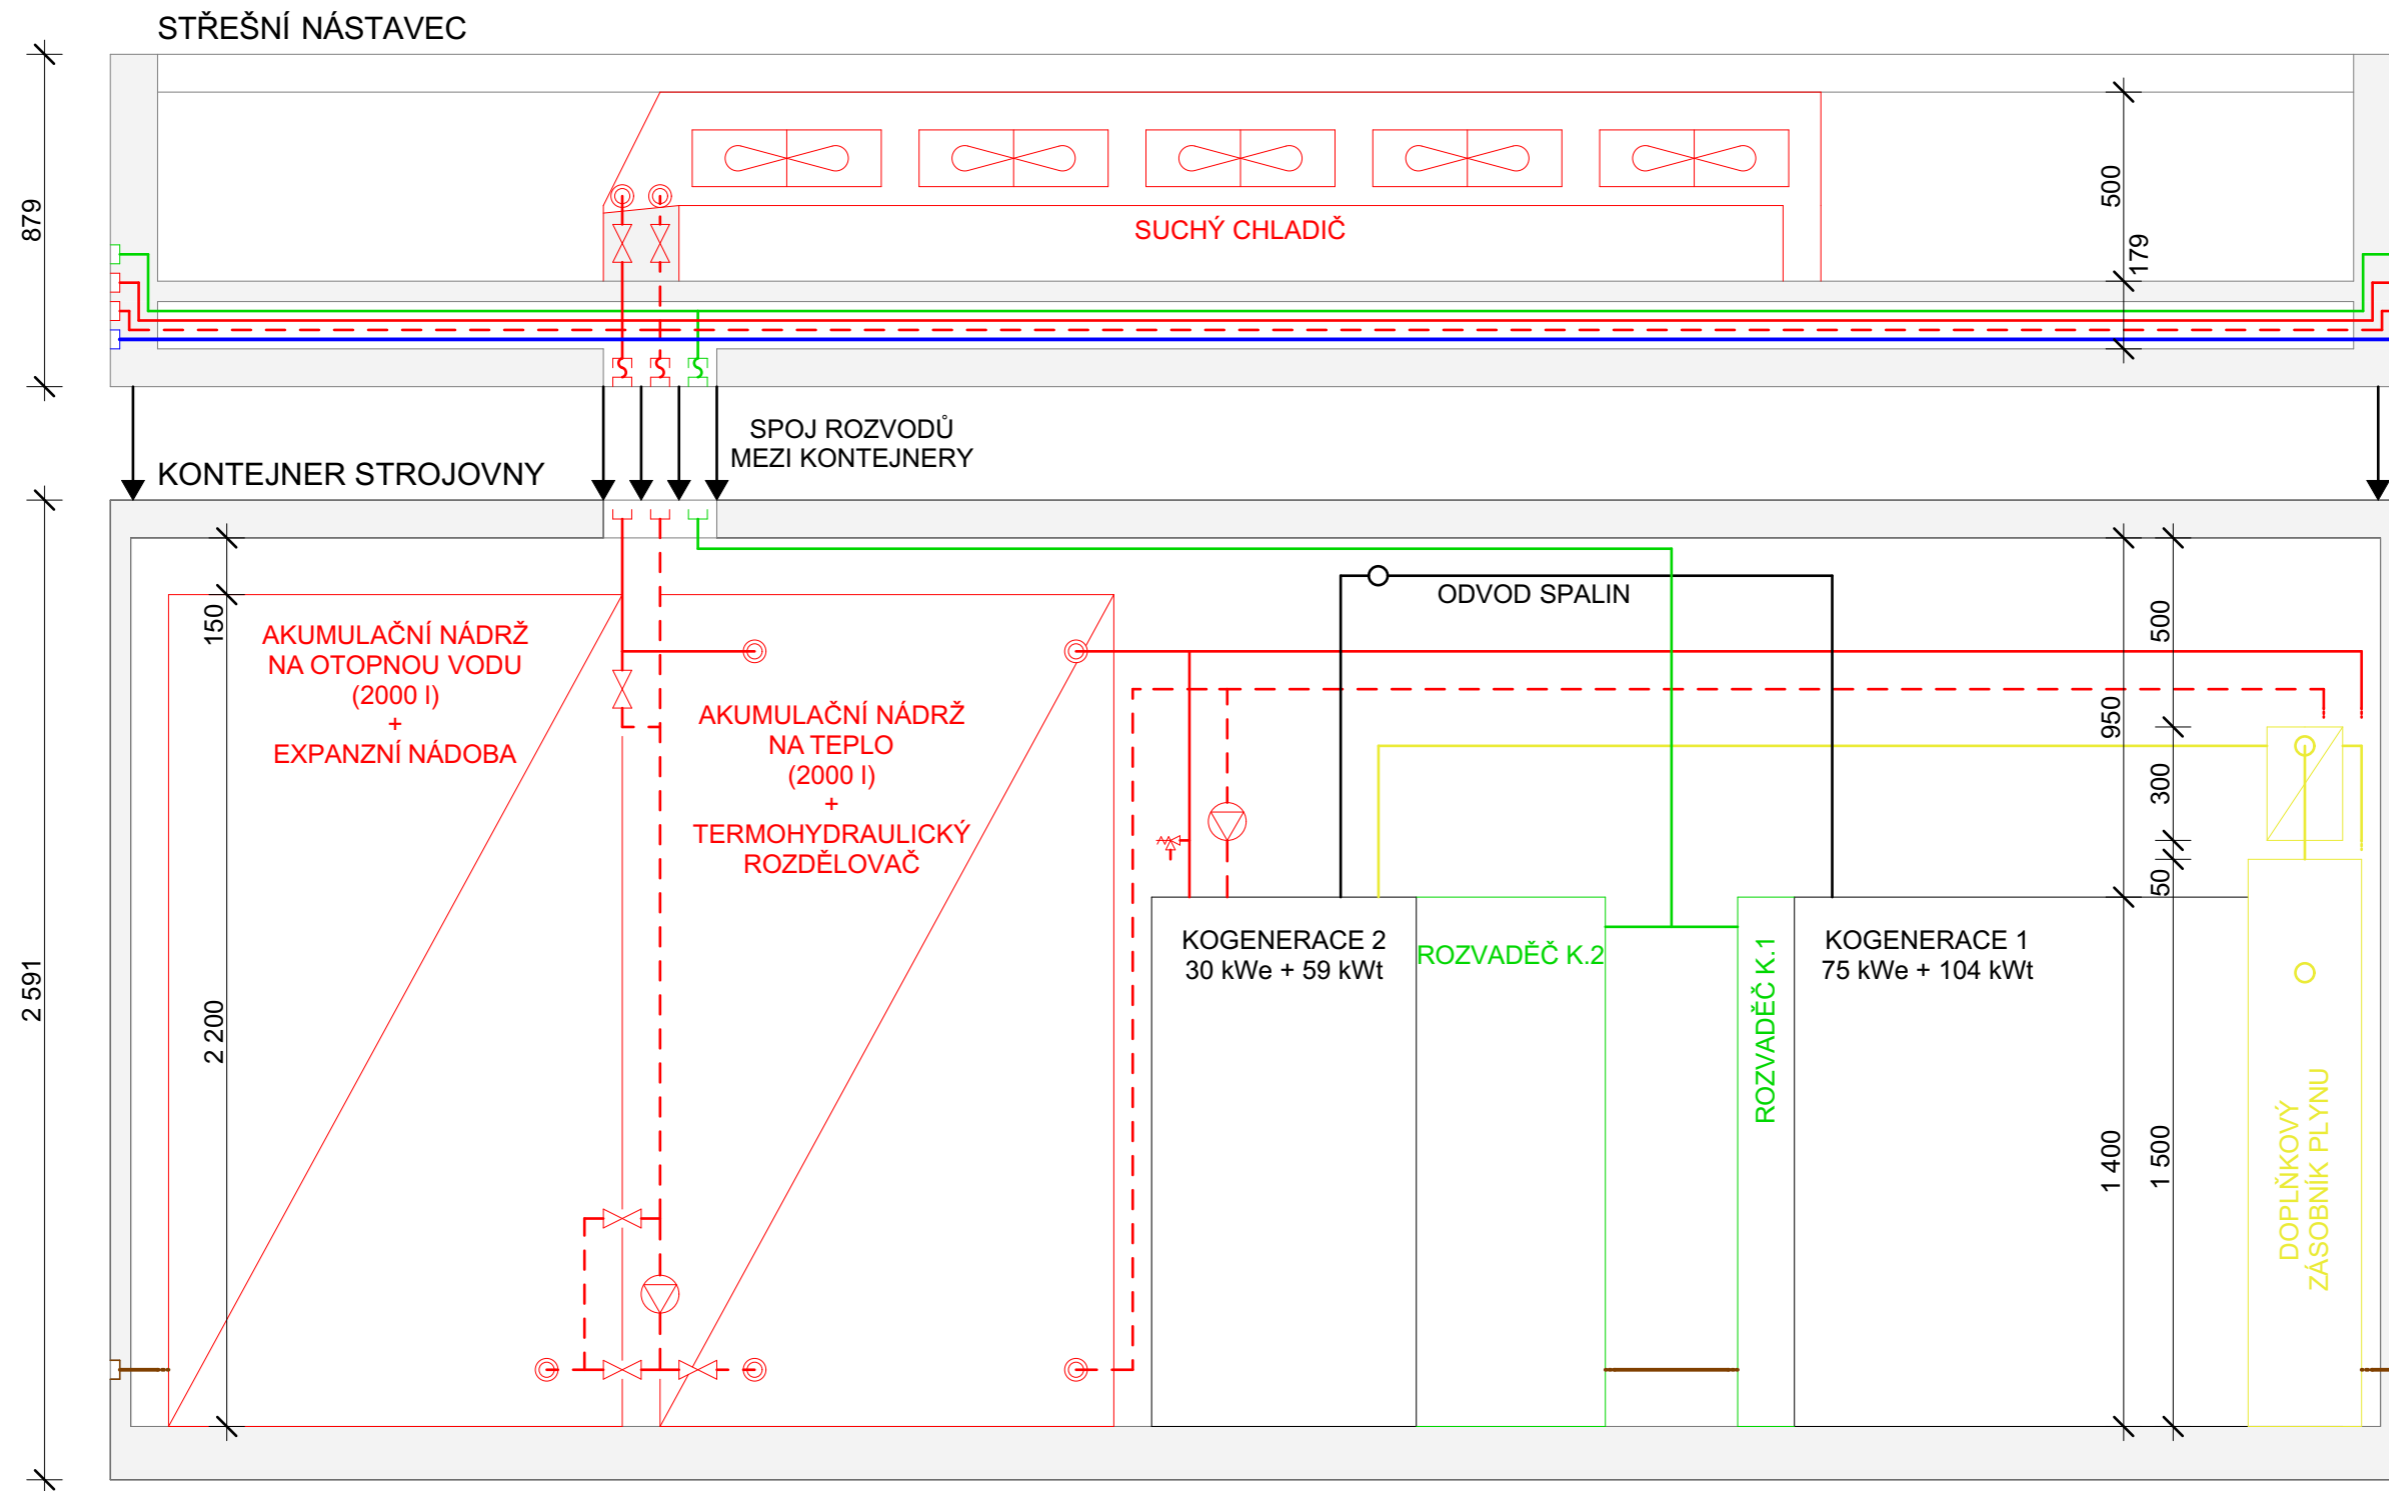 STŘEŠNÍ NÁSTAVEC
879
500
179
SUCHÝ CHLADIČ
SPOJ ROZVODŮ
MEZI KONTEJNERY
KONTEJNER STROJOVNY
2 591
150
2 200
AKUMULAČNÍ NÁDRŽ
NA OTOPNOU VODU
(2000 l)
+
EXPANZNÍ NÁDOBA
AKUMULAČNÍ NÁDRŽ
NA TEPLO
(2000 l)
+
TERMOHYDRAULICKÝ
ROZDĚLOVAČ
ODVOD SPALIN
KOGENERACE 2
30 kWe + 59 kWt
ROZVADĚČ K.2
ROZVADĚČ K.1
KOGENERACE 1
75 kWe + 104 kWt
950
1 400
500
300
50
1 500
DOPLŇKOVÝ
ZÁSOBNÍK PLYNU